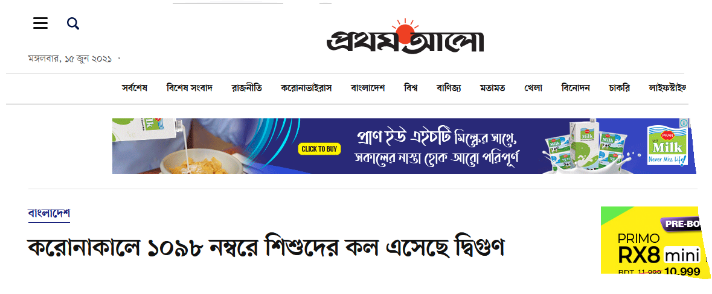 প্রথম আলো
মঙ্গলবার, ১৫ জুন ২০২১
সর্বশেষ বিশেষ সংবাদ রাজনীতি করোনাভাইরাস বাংলাদেশ বিশ্ব বাণিজ্য মতামত খেলা বিনোদন চাকরি লাইফস্টাইল
প্রাণ ইউ এইচটি মিল্কের সাথে,
সকালের নাস্তা হোক আরো পরিপূর্ণ
CLICK TO BUY
Milk
বাংলাদেশ
করোনাকালে ১০৯৮ নম্বরে শিশুদের কল এসেছে দ্বিগুণ
PRE-BO
PRIMO
RX8 mini
BDT. 11,999 10,999